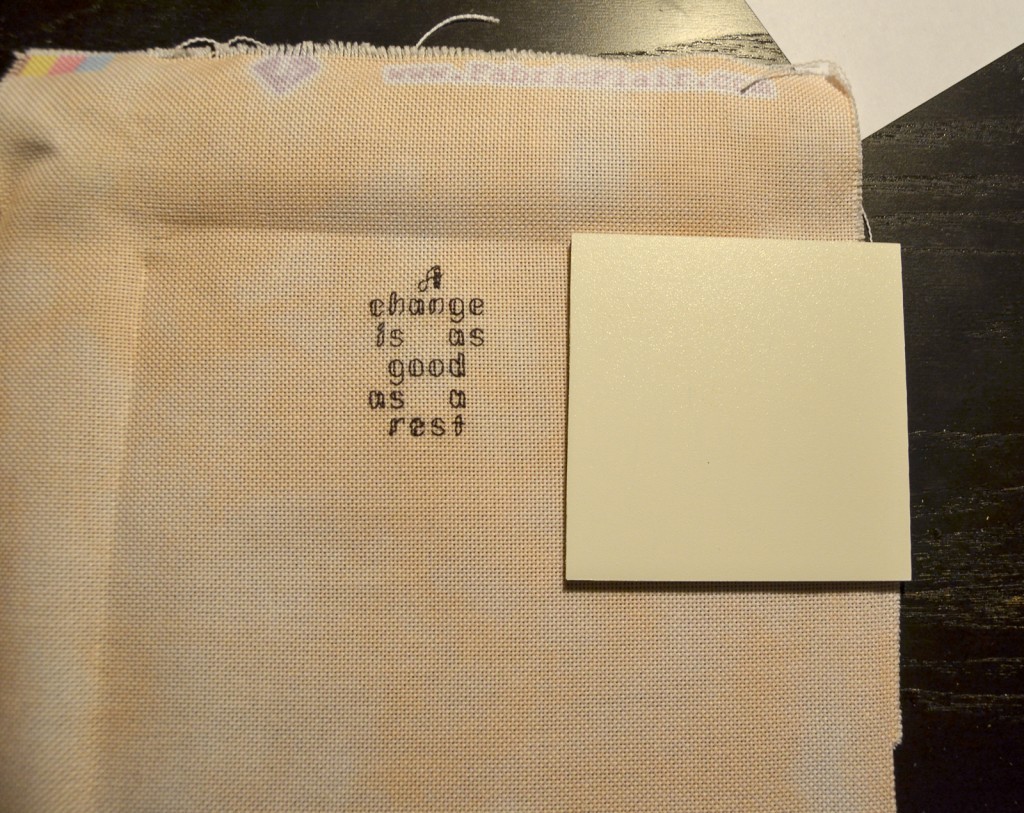 A
change
is as
good
as a
rest